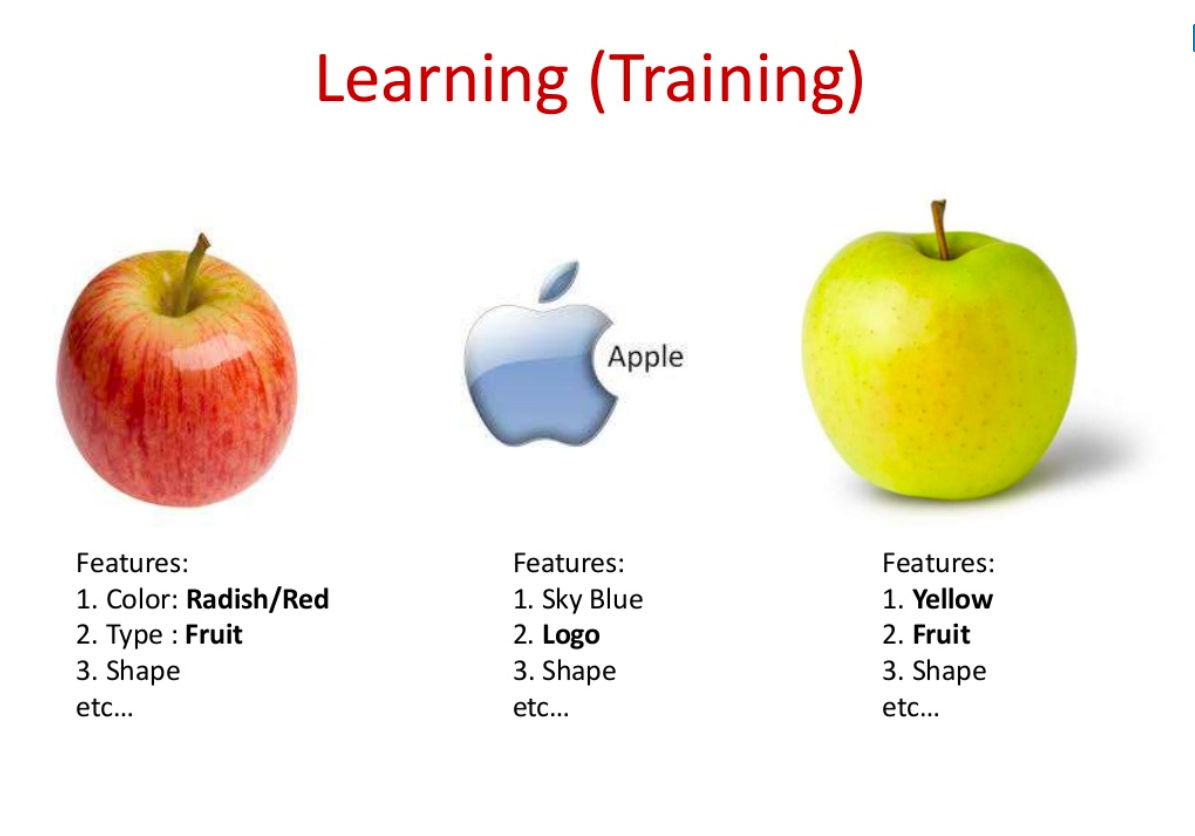 Learning (Training)
Apple
Features:
1. Color: Radish/Red
2. Type : Fruit
3. Shape
etc...
Features:
1. Sky Blue
2. Logo
3. Shape
etc...
Features:
1. Yellow
2. Fruit
3. Shape
etc...